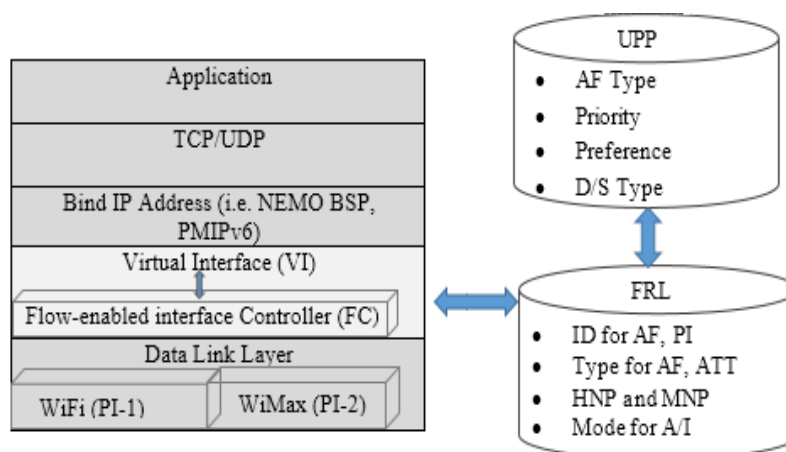 Application
TCP/UDP
Bind IP Address (i.e. NEMO BSP,
PMIPv6)
Virtual Interface (VI)
Flow-enabled interface Controller (FC)
Data Link Layer
WiFi (PI-1)
WiMax (PI-2)
UPP
• AF Type
• Priority
• Preference
• D/S Type
FRL
• ID for AF, PI
• Type for AF, ATT
• HNP and MNP
• Mode for A/I